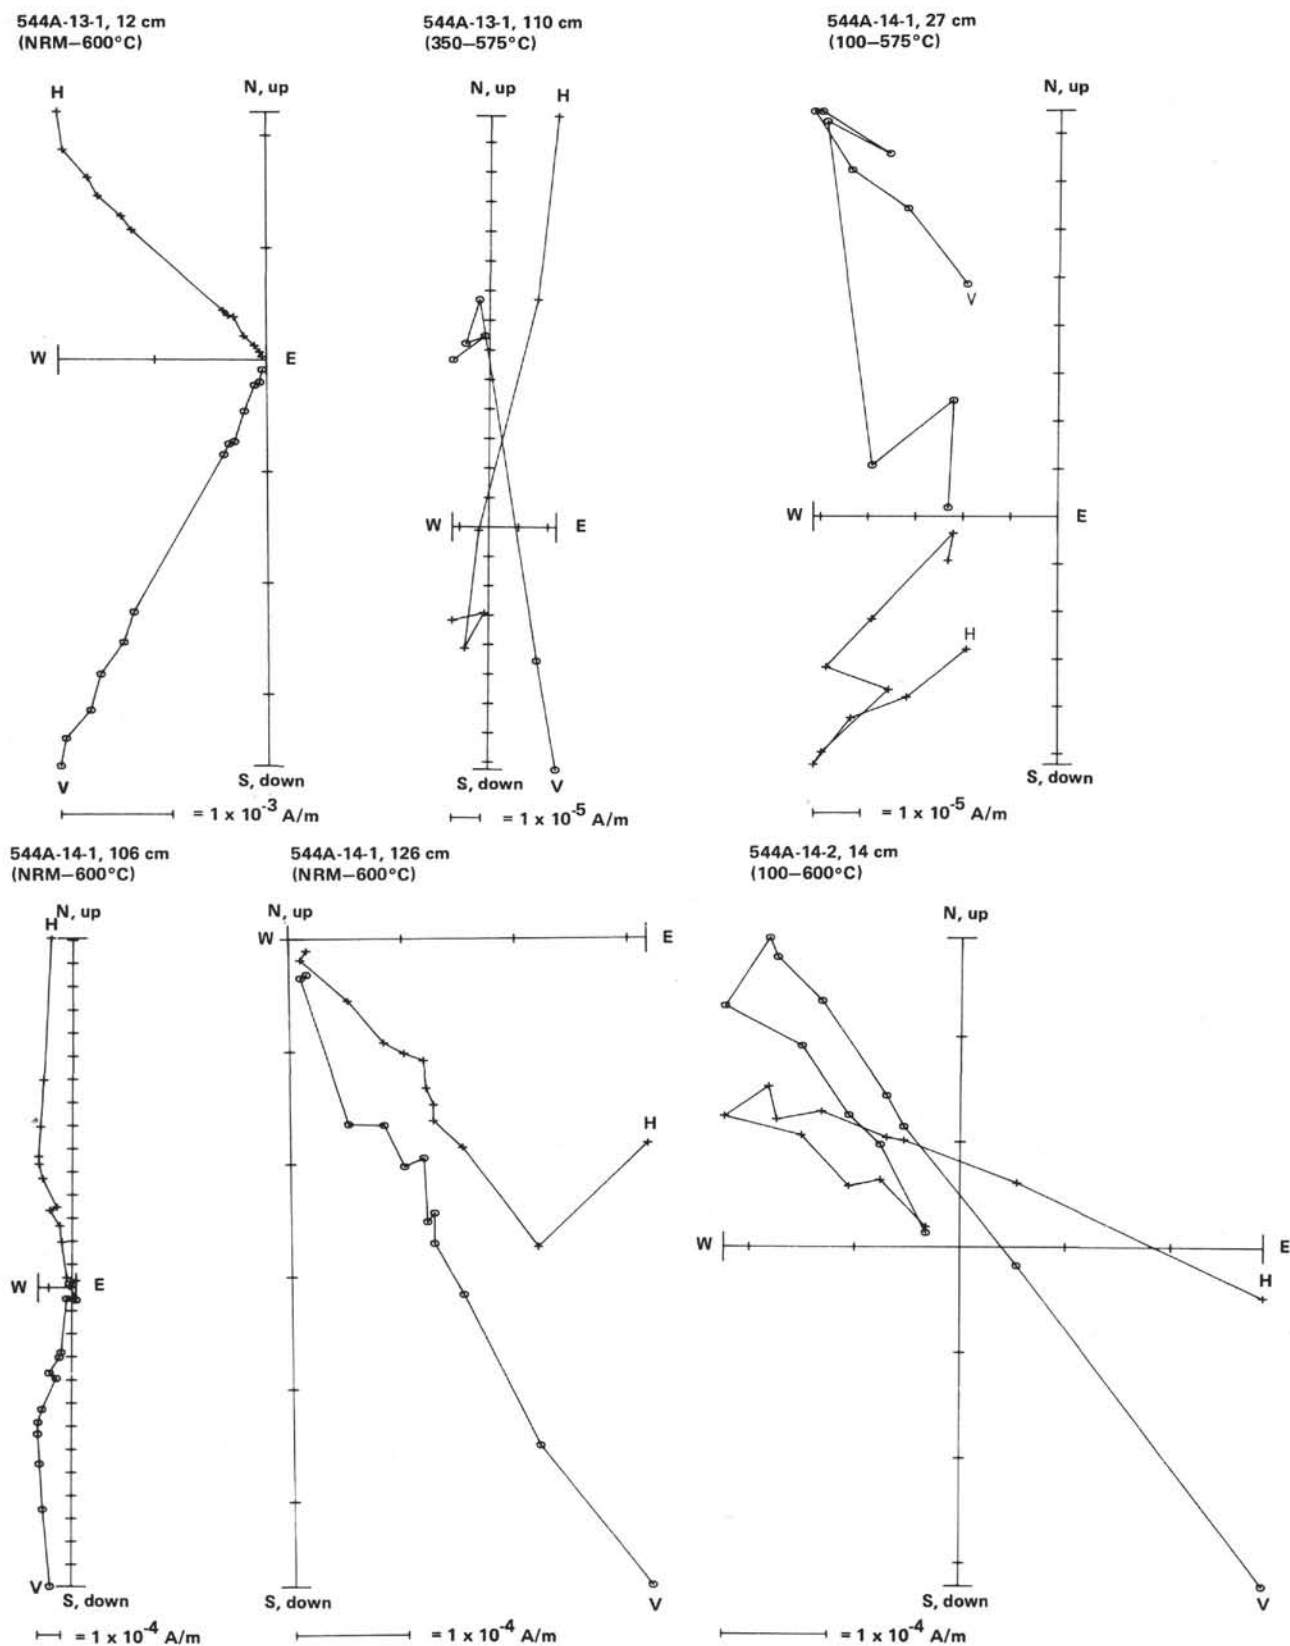 544A-13-1, 12 cm
(NRM–600°C)
H
N, up
W
E
V
S, down
= 1 x 10-3 A/m
544A-13-1, 110 cm
(350–575°C)
N, up
H
W
E
S, down
V
= 1 x 10-5 A/m
544A-14-1, 27 cm
(100–575°C)
N, up
V
W
E
H
S, down
= 1 x 10-5 A/m
544A-14-1, 106 cm
(NRM–600°C)
N, up
H
W
E
V
S, down
= 1 x 10-4 A/m
544A-14-1, 126 cm
(NRM–600°C)
N, up
W
E
H
S, down
V
= 1 x 10-4 A/m
544A-14-2, 14 cm
(100–600°C)
N, up
W
E
H
S, down
V
= 1 x 10-4 A/m